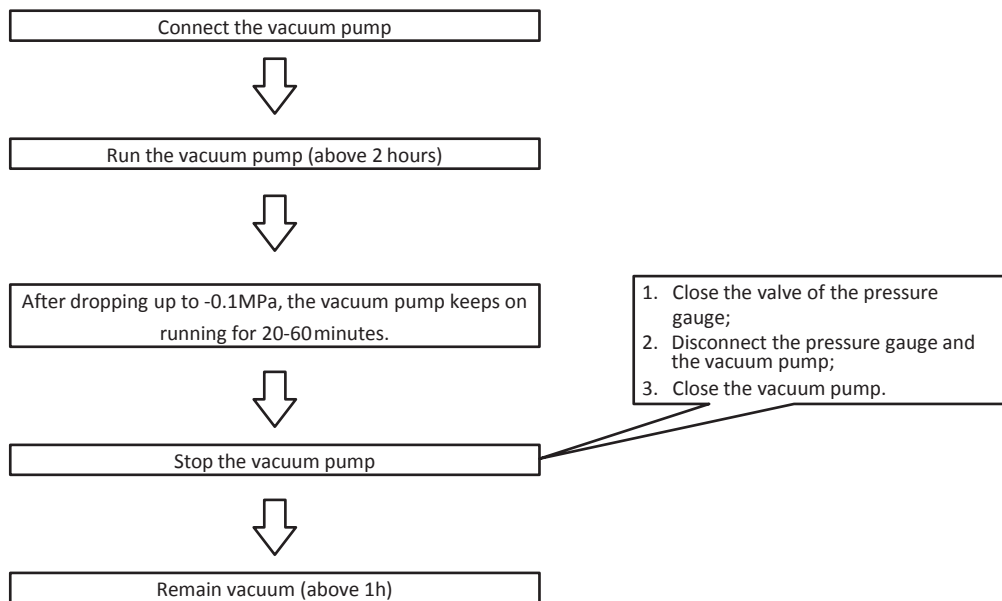 Connect the vacuum pump
Run the vacuum pump (above 2 hours)
After dropping up to -0.1MPa, the vacuum pump keeps on
running for 20-60 minutes.
1. Close the valve of the pressure
gauge;
2. Disconnect the pressure gauge and
the vacuum pump;
3. Close the vacuum pump.
Stop the vacuum pump
Remain vacuum (above 1h)